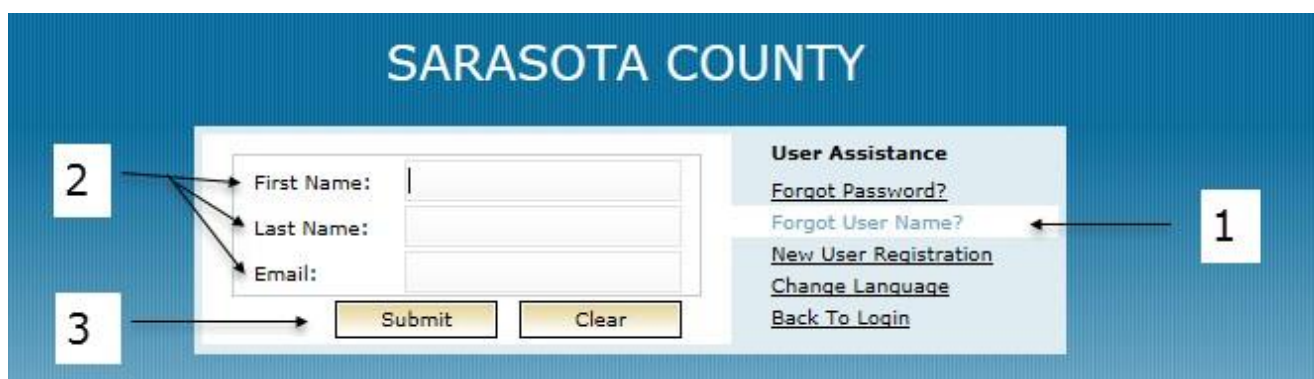 SARASOTA COUNTY
2
First Name:
Last Name:
Email:
3
Submit
Clear
User Assistance
Forgot Password?
Forgot User Name?
New User Registration
Change Language
Back To Login
1